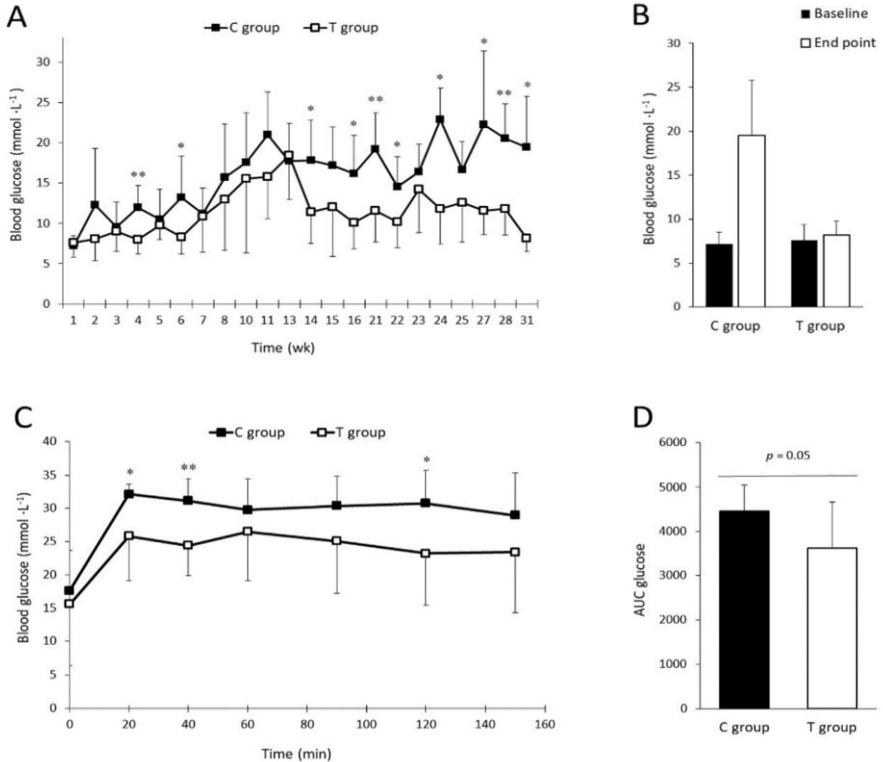 A
C group
T group
Blood glucose (mmol ·L-1)
30
25
20
15
10
5
0
*
**
*
*
*
**
*
*
*
**
*
1 2 3 4 5 6 7 8 10 11 13 14 15 16 21 22 23 24 25 27 28 31
Time (wk)
B
Baseline
End point
Blood glucose (mmol ·L-1)
30
25
20
15
10
5
0
C group T group
C
C group
T group
Blood glucose (mmol ·L-1)
40
35
30
25
20
15
10
5
0
* ** *
0 20 40 60 80 100 120 140 160
Time (min)
D
AUC glucose
6000
5000
4000
3000
2000
1000
0
p = 0.05
C group T group